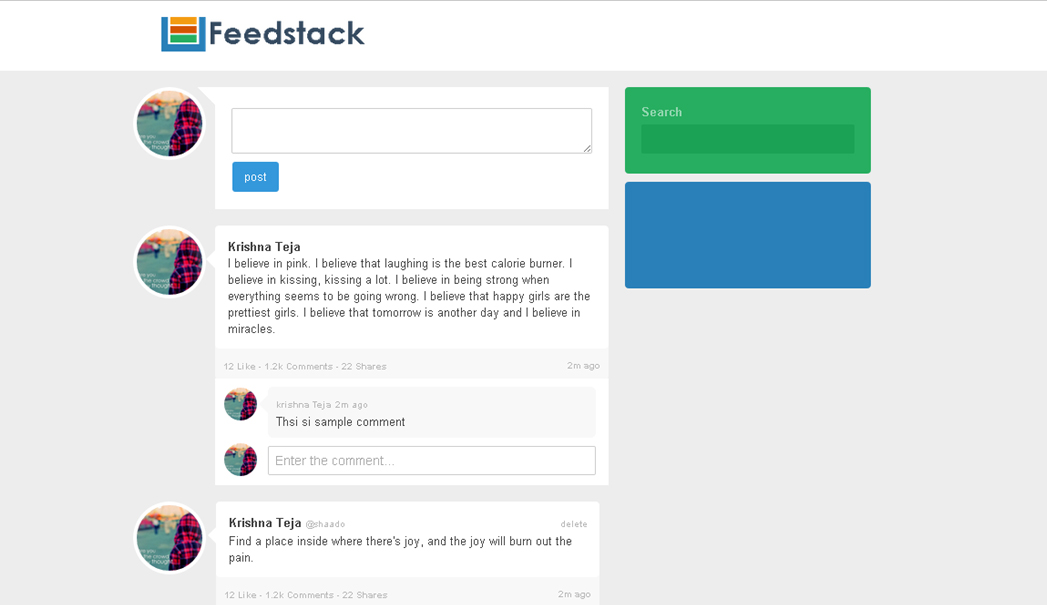 Feedstack
Search
post
Krishna Teja
I believe in pink. I believe that laughing is the best calorie burner. I
believe in kissing, kissing a lot. I believe in being strong when
everything seems to be going wrong. I believe that happy girls are the
prettiest girls. I believe that tomorrow is another day and I believe in
miracles.
12 Like - 1.2k Comments - 22 Shares 2m ago
krishna Teja 2m ago
Thsi si sample comment
Enter the comment...
Krishna Teja @shaado delete
Find a place inside where there's joy, and the joy will burn out the
pain.
12 Like - 1.2k Comments - 22 Shares 2m ago